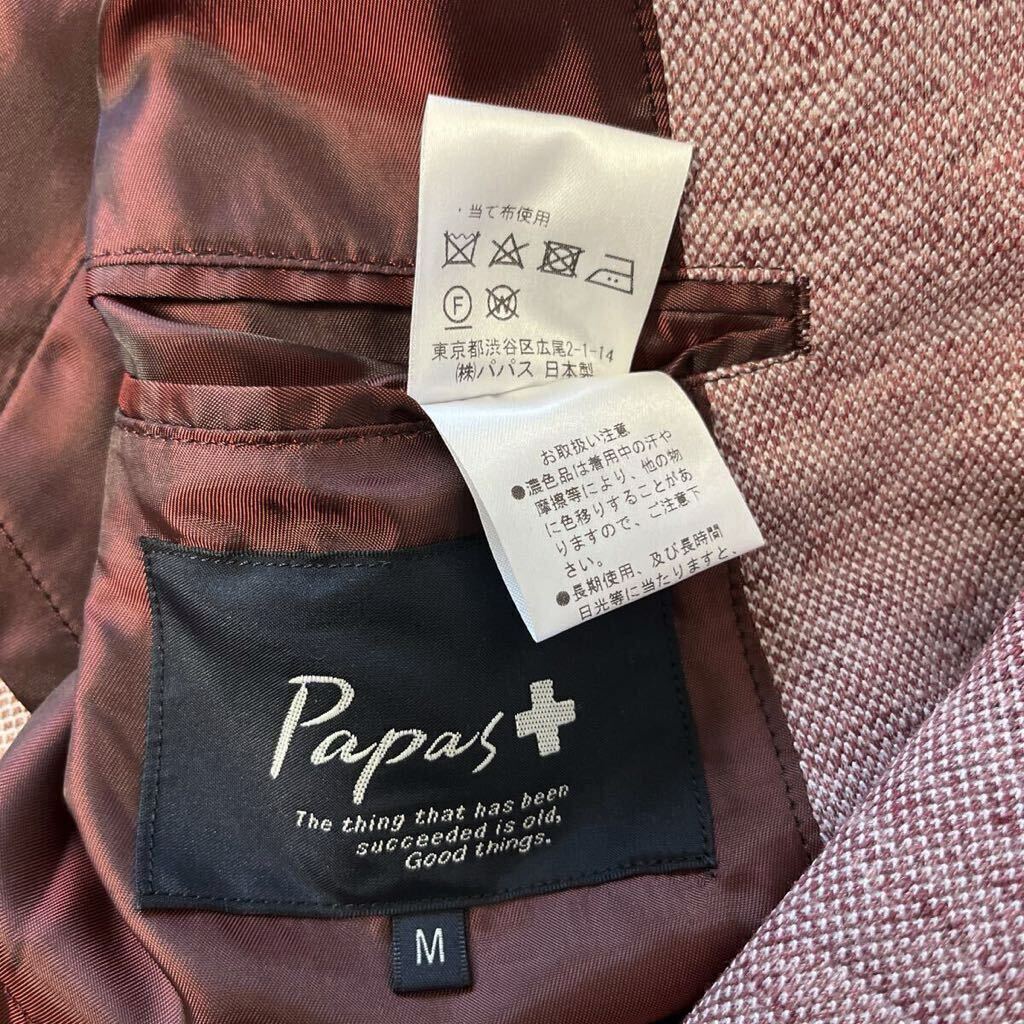 ・当て布使用
F W
東京都渋谷区広尾2-1-14
(株)パパス 日本製
お取扱い注意
●濃色品は着用中の汗や
摩擦等により、他の物
に色移りすることがあ
りますので、ご注意下
さい。
●長期使用、及び長時間
日光等に当たりますと、
Papas
The thing that has been
succeeded is old,
Good things.
M